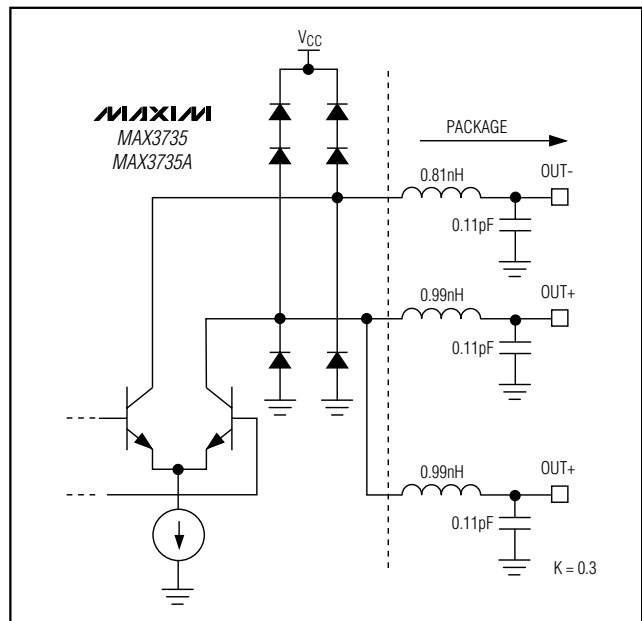 VCC
MAXIM
MAX3735
MAX3735A
PACKAGE
0.81nH
OUT-
0.11pF
0.99nH
OUT+
0.11pF
0.99nH
OUT+
0.11pF
K = 0.3